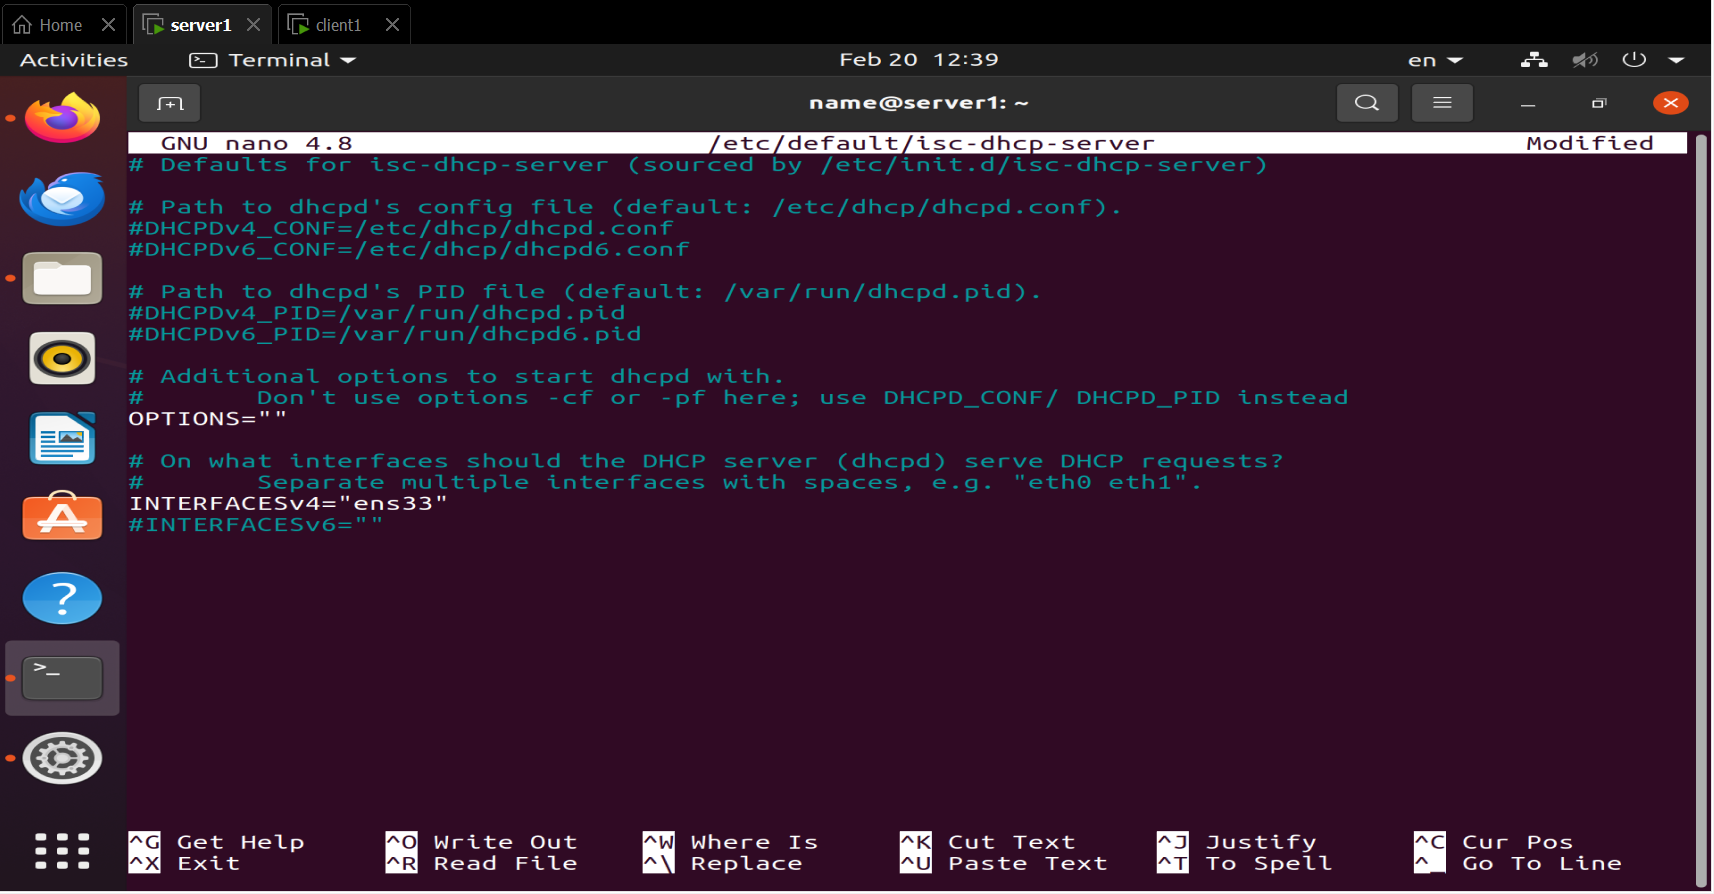 Home server1 client1
Activities Terminal Feb 20 12:39 en
name@server1: ~
GNU nano 4.8 /etc/default/isc-dhcp-server Modified
# Defaults for isc-dhcp-server (sourced by /etc/init.d/isc-dhcp-server)
# Path to dhcpd's config file (default: /etc/dhcp/dhcpd.conf).
#DHCPDv4_CONF=/etc/dhcp/dhcpd.conf
#DHCPDv6_CONF=/etc/dhcp/dhcpd6.conf
# Path to dhcpd's PID file (default: /var/run/dhcpd.pid).
#DHCPDv4_PID=/var/run/dhcpd.pid
#DHCPDv6_PID=/var/run/dhcpd6.pid
# Additional options to start dhcpd with.
#       Don't use options -cf or -pf here; use DHCPD_CONF/ DHCPD_PID instead
OPTIONS=""
# On what interfaces should the DHCP server (dhcpd) serve DHCP requests?
#       Separate multiple interfaces with spaces, e.g. "eth0 eth1".
INTERFACESv4="ens33"
#INTERFACESv6=""
^G Get Help ^O Write Out ^W Where Is ^K Cut Text ^J Justify ^C Cur Pos
^X Exit ^R Read File ^\ Replace ^U Paste Text ^T To Spell ^_ Go To Line